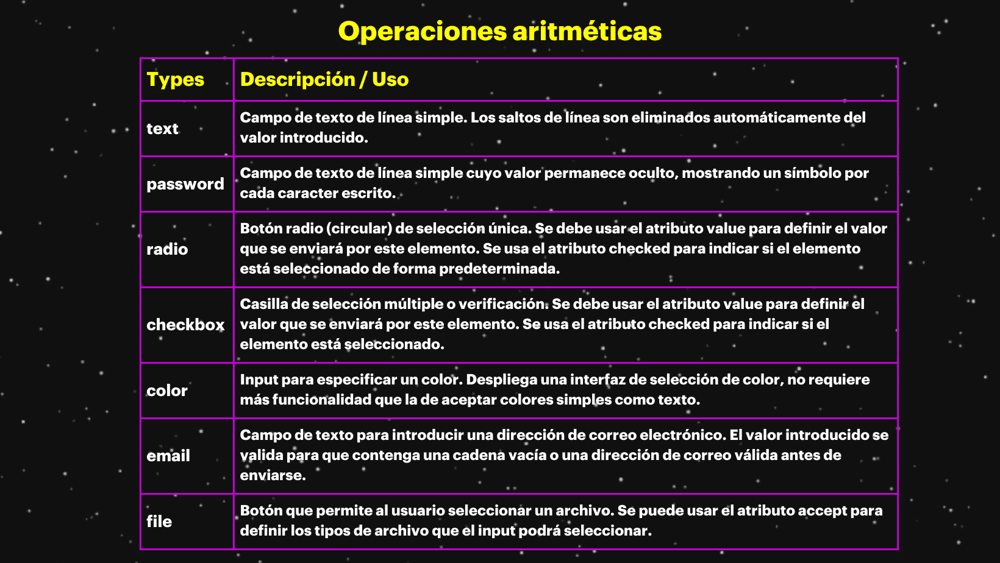 Operaciones aritméticas
Types
Descripción / Uso
text
Campo de texto de línea simple. Los saltos de línea son eliminados automáticamente del
valor introducido.
password
Campo de texto de línea simple cuyo valor permanece oculto, mostrando un símbolo por
cada caracter escrito.
radio
Botón radio (circular) de selección única. Se debe usar el atributo value para definir el valor
que se enviará por este elemento. Se usa el atributo checked para indicar si el elemento
está seleccionado de forma predeterminada.
checkbox
Casilla de selección múltiple o verificación. Se debe usar el atributo value para definir el
valor que se enviará por este elemento. Se usa el atributo checked para indicar si el
elemento está seleccionado.
color
Input para especificar un color. Despliega una interfaz de selección de color, no requiere
más funcionalidad que la de aceptar colores simples como texto.
email
Campo de texto para introducir una dirección de correo electrónico. El valor introducido se
valida para que contenga una cadena vacía o una dirección de correo válida antes de
enviarse.
file
Botón que permite al usuario seleccionar un archivo. Se puede usar el atributo accept para
definir los tipos de archivo que el input podrá seleccionar.